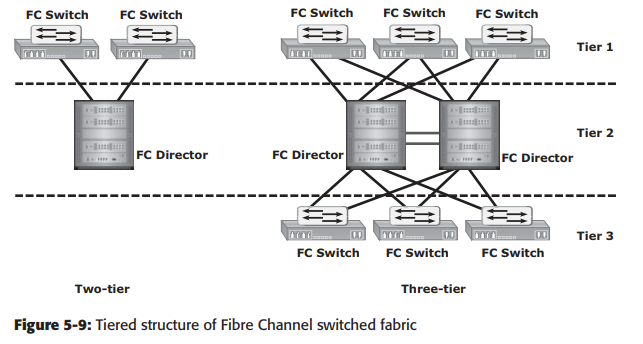 FC Switch FC Switch FC Switch FC Switch FC Switch
Tier 1
Tier 2
FC Director FC Director FC Director
Tier 3
FC Switch FC Switch FC Switch
Two-tier Three-tier
Figure 5-9: Tiered structure of Fibre Channel switched fabric